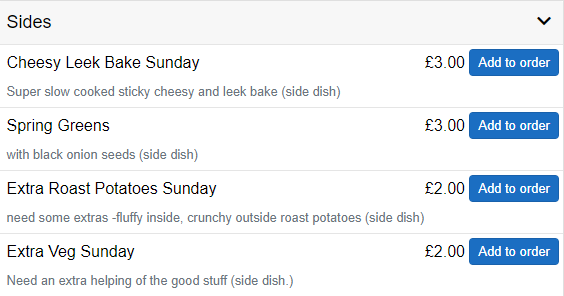 Sides
Cheesy Leek Bake Sunday £3.00 Add to order
Super slow cooked sticky cheesy and leek bake (side dish)
Spring Greens £3.00 Add to order
with black onion seeds (side dish)
Extra Roast Potatoes Sunday £2.00 Add to order
need some extras -fluffy inside, crunchy outside roast potatoes (side dish)
Extra Veg Sunday £2.00 Add to order
Need an extra helping of the good stuff (side dish.)